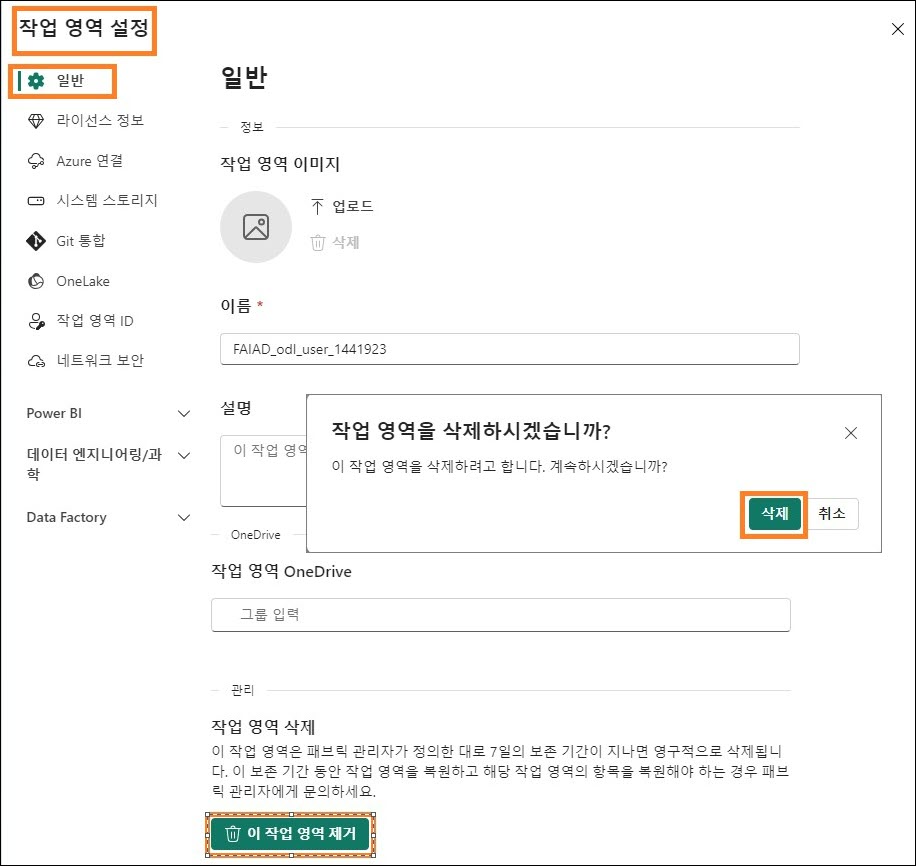 작업 영역 설정
일반
라이선스 정보
Azure 연결
시스템 스토리지
Git 통합
OneLake
작업 영역 ID
네트워크 보안
Power BI
데이터 엔지니어링/과
학
Data Factory
일반
정보
작업 영역 이미지
업로드
삭제
이름 *
FAIAD_odl_user_1441923
설명
이 작업 영역
작업 영역을 삭제하시겠습니까?
이 작업 영역을 삭제하려고 합니다. 계속하시겠습니까?
삭제
취소
OneDrive
작업 영역 OneDrive
그룹 입력
관리
작업 영역 삭제
이 작업 영역은 패브릭 관리자가 정의한 대로 7일의 보존 기간이 지나면 영구적으로 삭제됩니
다. 이 보존 기간 동안 작업 영역을 복원하고 해당 작업 영역의 항목을 복원해야 하는 경우 패브
릭 관리자에게 문의하세요.
이 작업 영역 제거